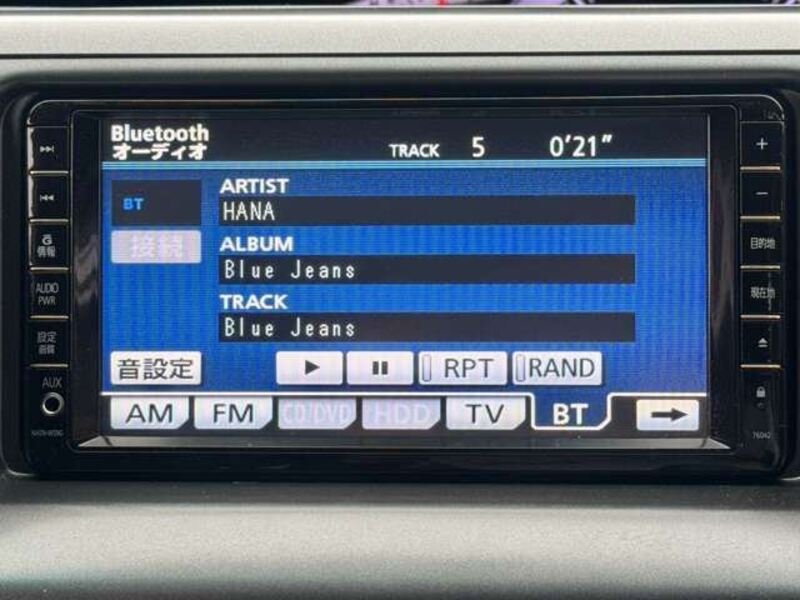 Bluetooth
オーディオ
TRACK 5 0'21"
BT
接続
ARTIST
HANA
ALBUM
Blue Jeans
TRACK
Blue Jeans
音設定
RPT
RAND
AM
FM
CD/DVD
HDD
TV
BT
G
情報
AUDIO
PWR
設定
AUX
目的地
現在地
76042